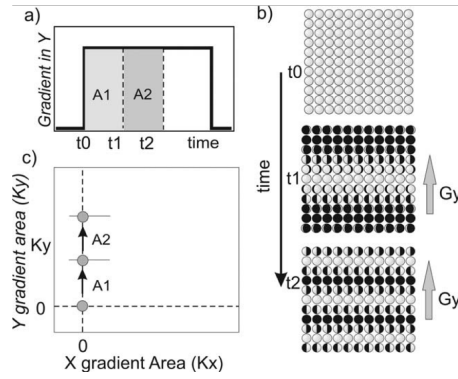 a)
Gradient in Y
A1
A2
t0
t1
t2
time
b)
t0
time
t1
Gy
t2
Gy
c)
Y gradient area (Ky)
Ky
A2
A1
0
0
X gradient Area (Kx)